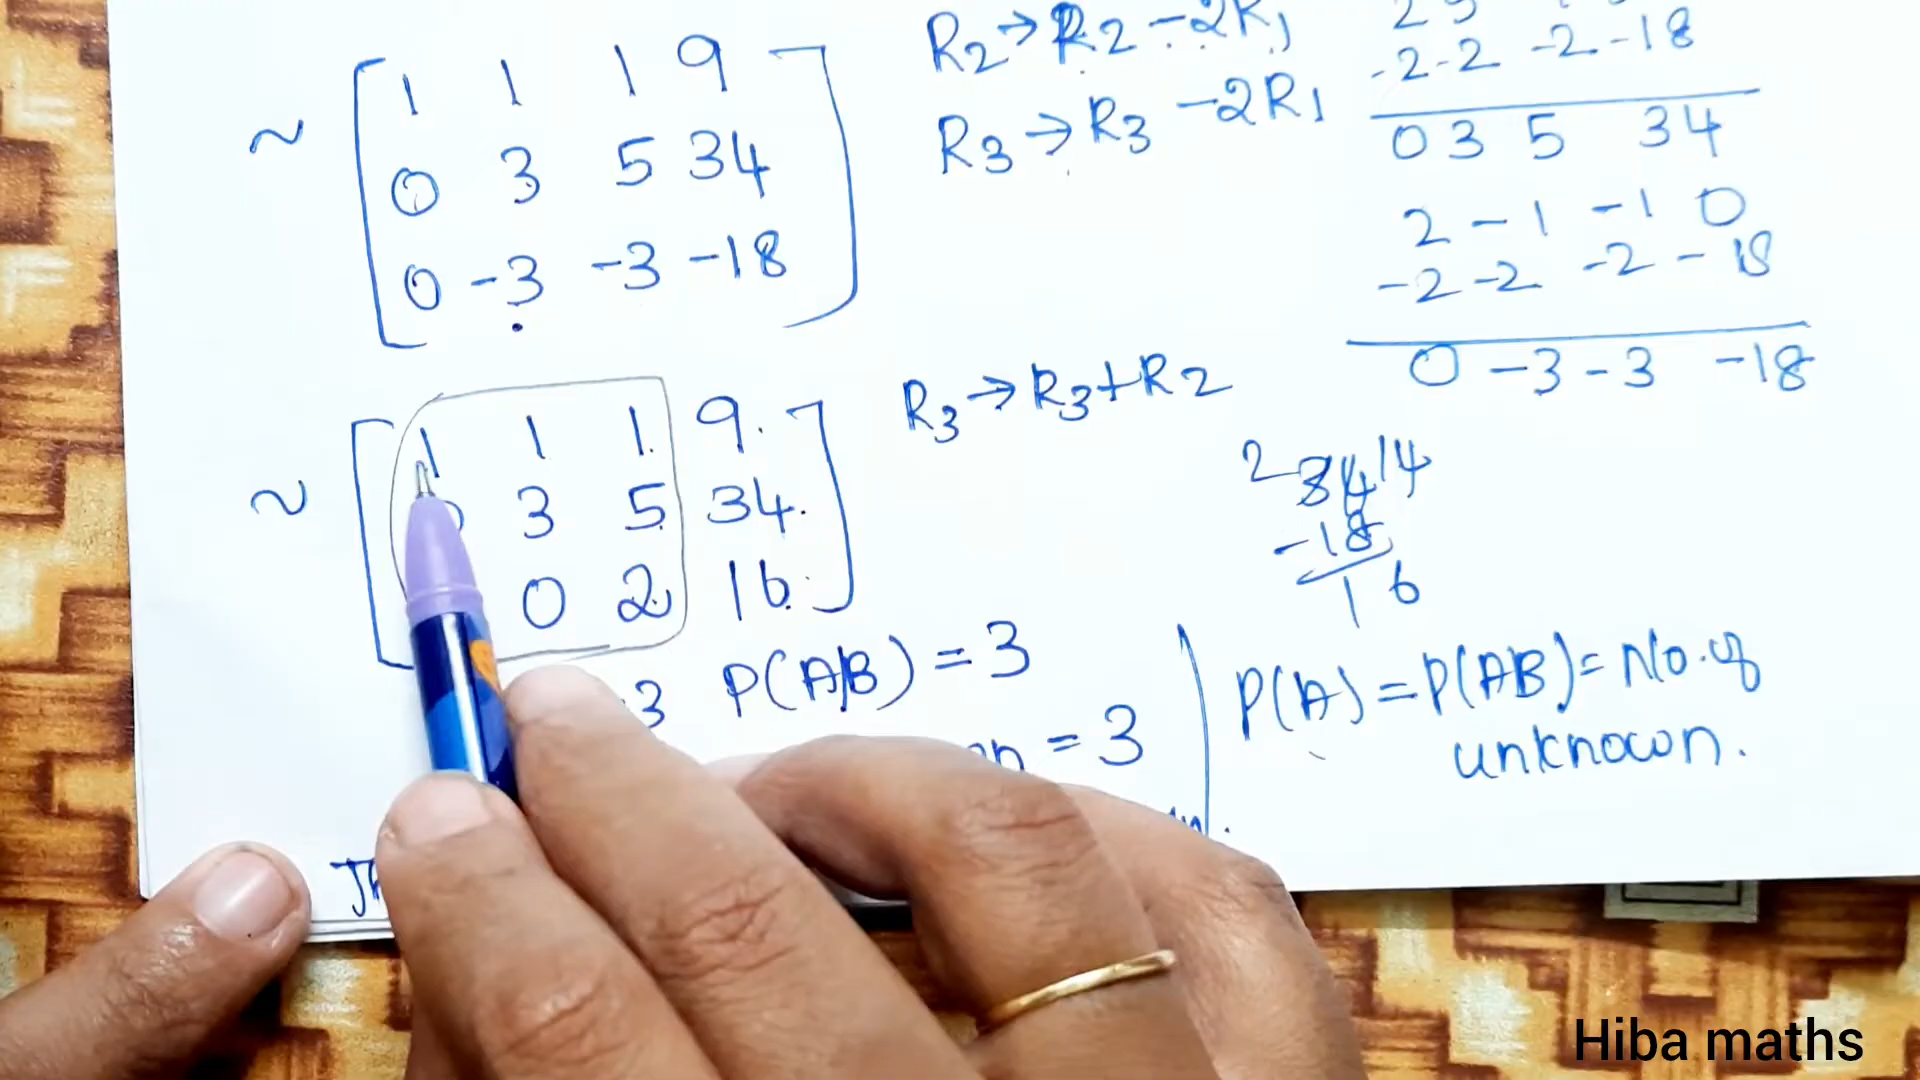 R2→R2-2R1
-2-2 -2-18
~ [1 1 1 9
0 3 5 34
0 -3 -3 -18]
R3→R3-2R1
0 3 5 34
2 -1 -1 0
-2-2 -2-18
0 -3-3 -18
~ [1 1 1 9.
3 5 34.
0 2 16.]
R3→R3+R2
2 34 14
-18
16
3 P(A|B) = 3
= 3
P(A) = P(AB) = No. of
unknown.
Hiba maths